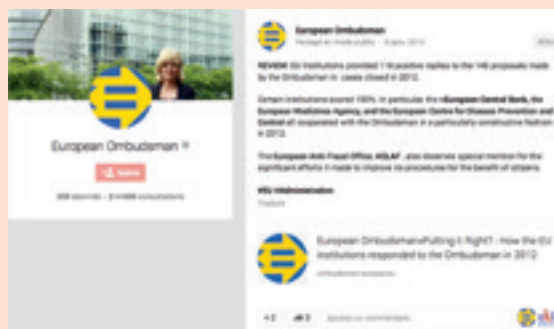 European Ombudsman
European Ombudsman
REVIEW: EU institutions provided positive replies to the proposals made
by the Ombudsman in cases closed in 2012.
Certain institutions scored 100%. In particular, the European Central Bank, the
European Medicines Agency, and the European Centre for Disease Prevention and
Control all cooperated with the Ombudsman in a particularly constructive fashion
in 2012.
The European Anti-Fraud Office, #OLAF, also deserves special mention for the
significant efforts it made to improve its procedures for the benefit of citizens.
#EU #Administration
European Ombudsman Putting it Right? - How the EU
institutions responded to the Ombudsman in 2012
Ajoutez un commentaire...